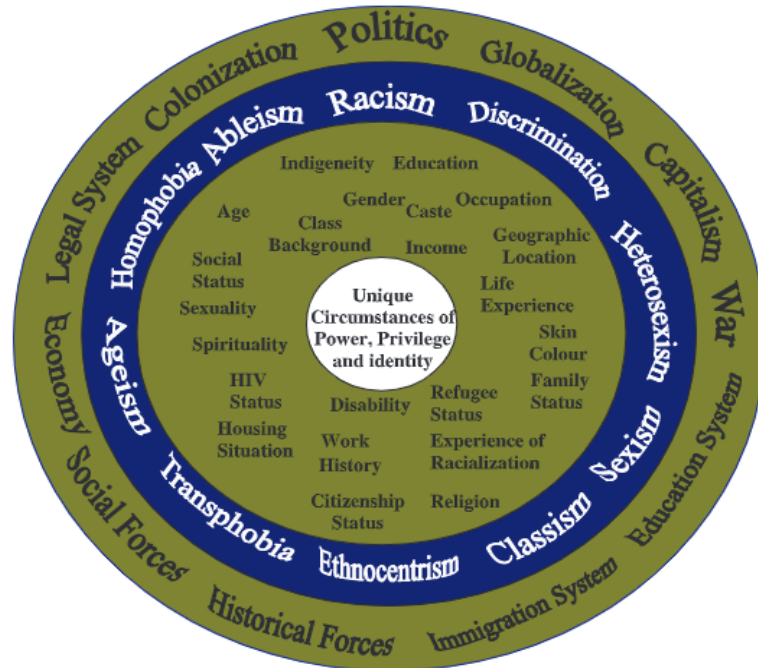 Politics
Globalization
Capitalism
War
Education System
Immigration System
Historical Forces
Social Forces
Economy
Legal System
Colonization
Racism
Discrimination
Heterosexism
Sexism
Classism
Ethnocentrism
Transphobia
Ageism
Homophobia
Ableism
Indigeneity
Education
Age
Gender
Caste
Occupation
Class
Background
Income
Geographic
Location
Social
Status
Life
Experience
Sexuality
Skin
Colour
Spirituality
Family
Status
HIV
Status
Disability
Refugee
Status
Housing
Situation
Work
History
Experience of
Racialization
Citizenship
Status
Religion
Unique
Circumstances of
Power, Privilege
and identity